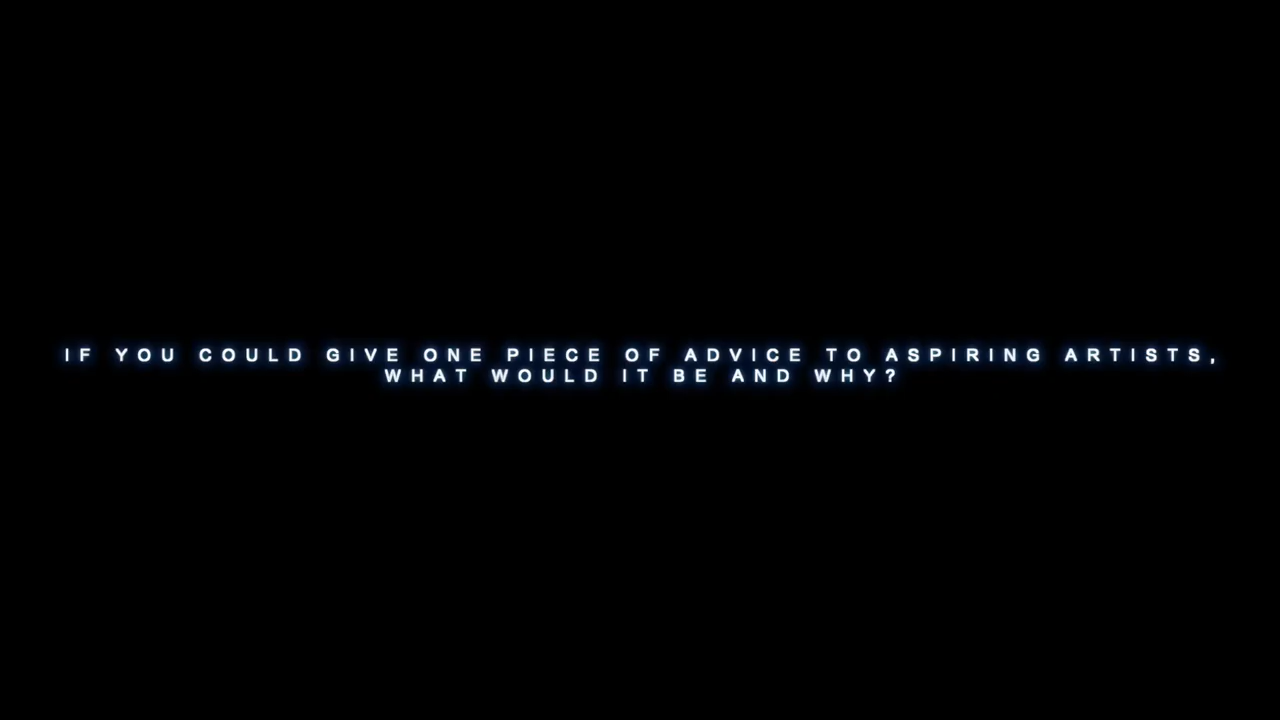 IF YOU COULD GIVE ONE PIECE OF ADVICE TO ASPIRING ARTISTS,
WHAT WOULD IT BE AND WHY?